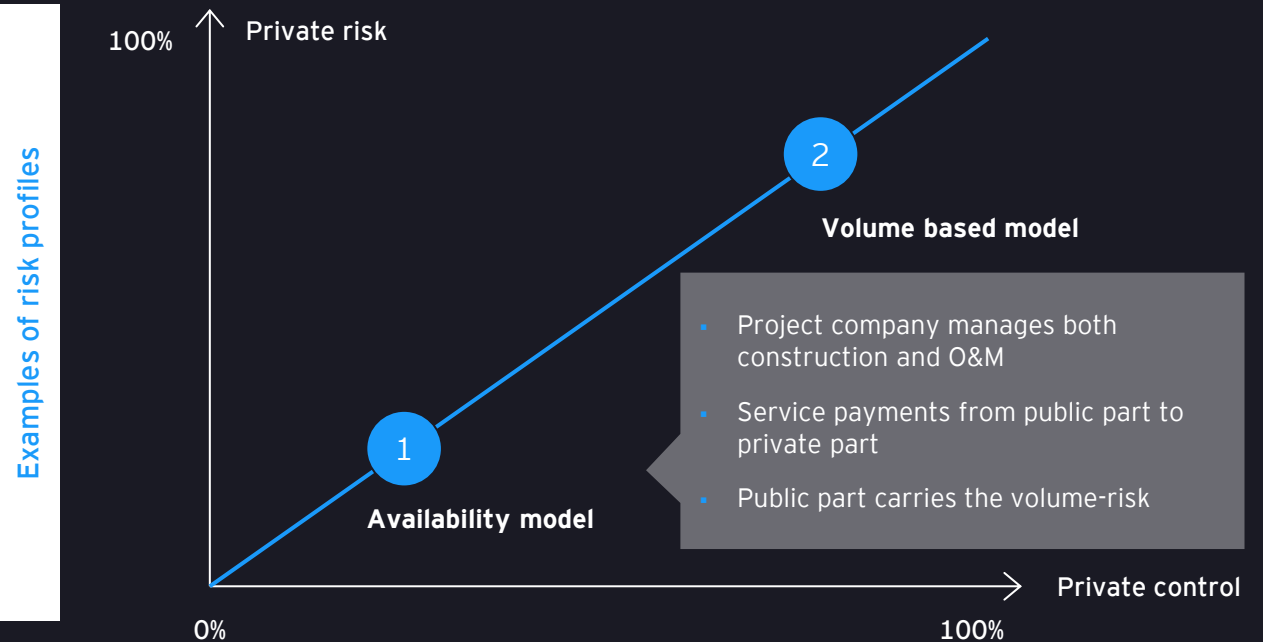 Examples of risk profiles
100%
Private risk
2
Volume based model
Project company manages both
construction and O&M
Service payments from public part to
private part
Public part carries the volume-risk
1
Availability model
Private control
0%
100%